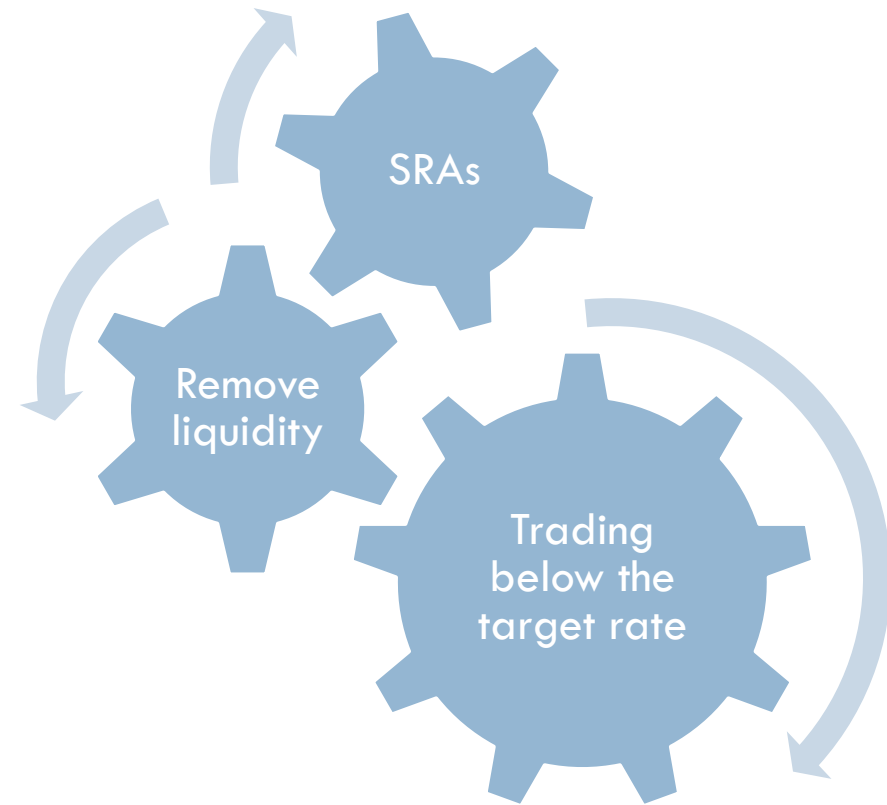 SRAs
Remove
liquidity
Trading
below the
target rate